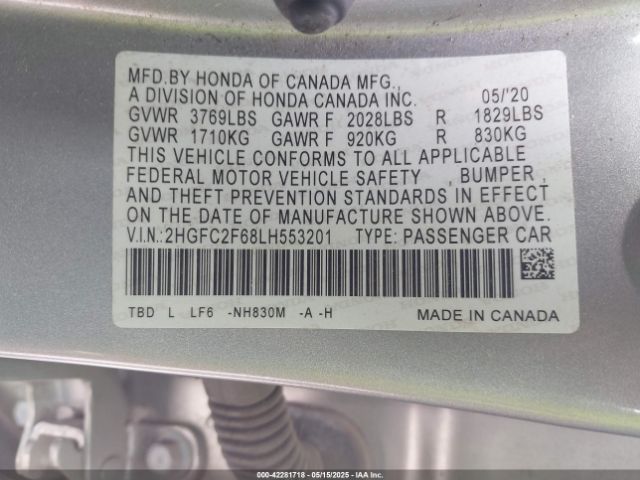 MFD.BY HONDA OF CANADA MFG.,
A DIVISION OF HONDA CANADA INC. 05/'20
GVWR 3769LBS GAWR F 2028LBS R 1829LBS
GVWR 1710KG GAWR F 920KG R 830KG
THIS VEHICLE CONFORMS TO ALL APPLICABLE
FEDERAL MOTOR VEHICLE SAFETY , BUMPER ,
AND THEFT PREVENTION STANDARDS IN EFFECT
ON THE DATE OF MANUFACTURE SHOWN ABOVE.
V.I.N.:2HGFC2F68LH553201 TYPE: PASSENGER CAR
TBD L LF6 -NH830M -A -H MADE IN CANADA
000-42281718 — 05/15/2025 — IAA Inc.